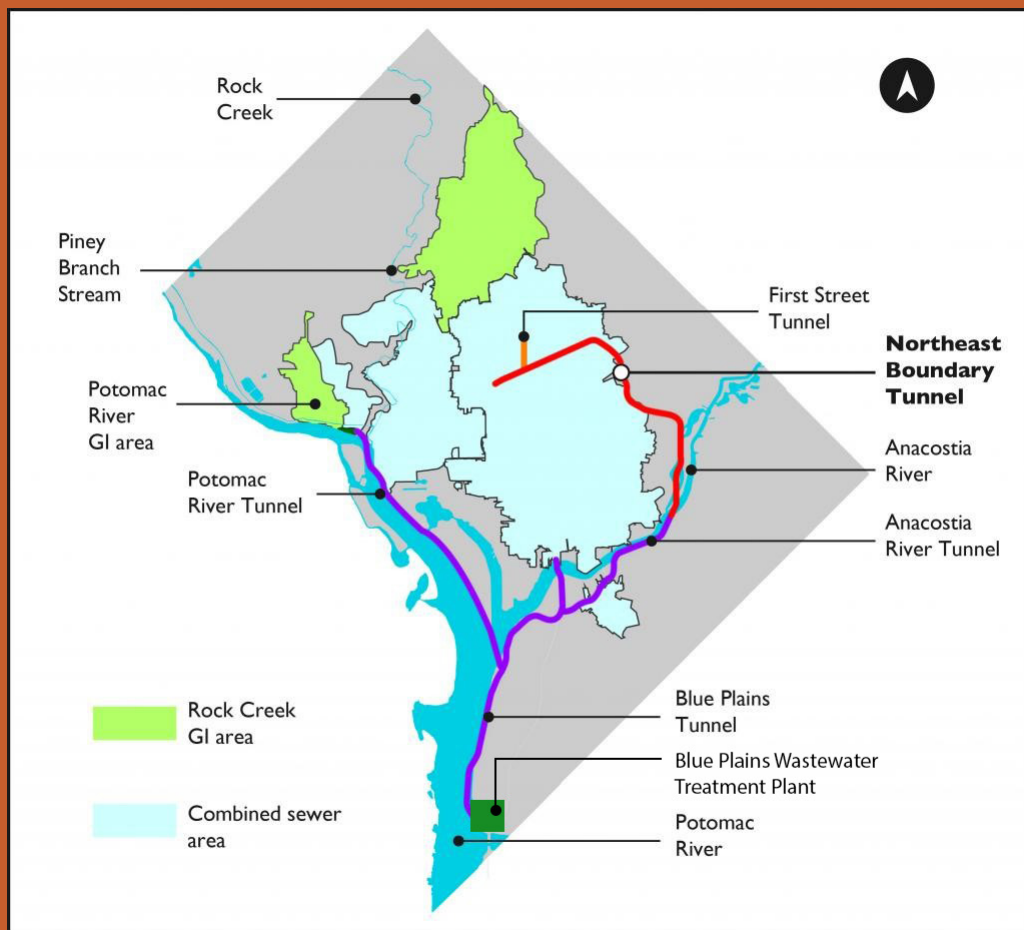 Rock
Creek
Piney
Branch
Stream
First Street
Tunnel
Northeast
Boundary
Tunnel
Potomac
River
GI area
Anacostia
River
Potomac
River Tunnel
Anacostia
River Tunnel
Rock Creek
GI area
Blue Plains
Tunnel
Blue Plains Wastewater
Treatment Plant
Combined sewer
area
Potomac
River